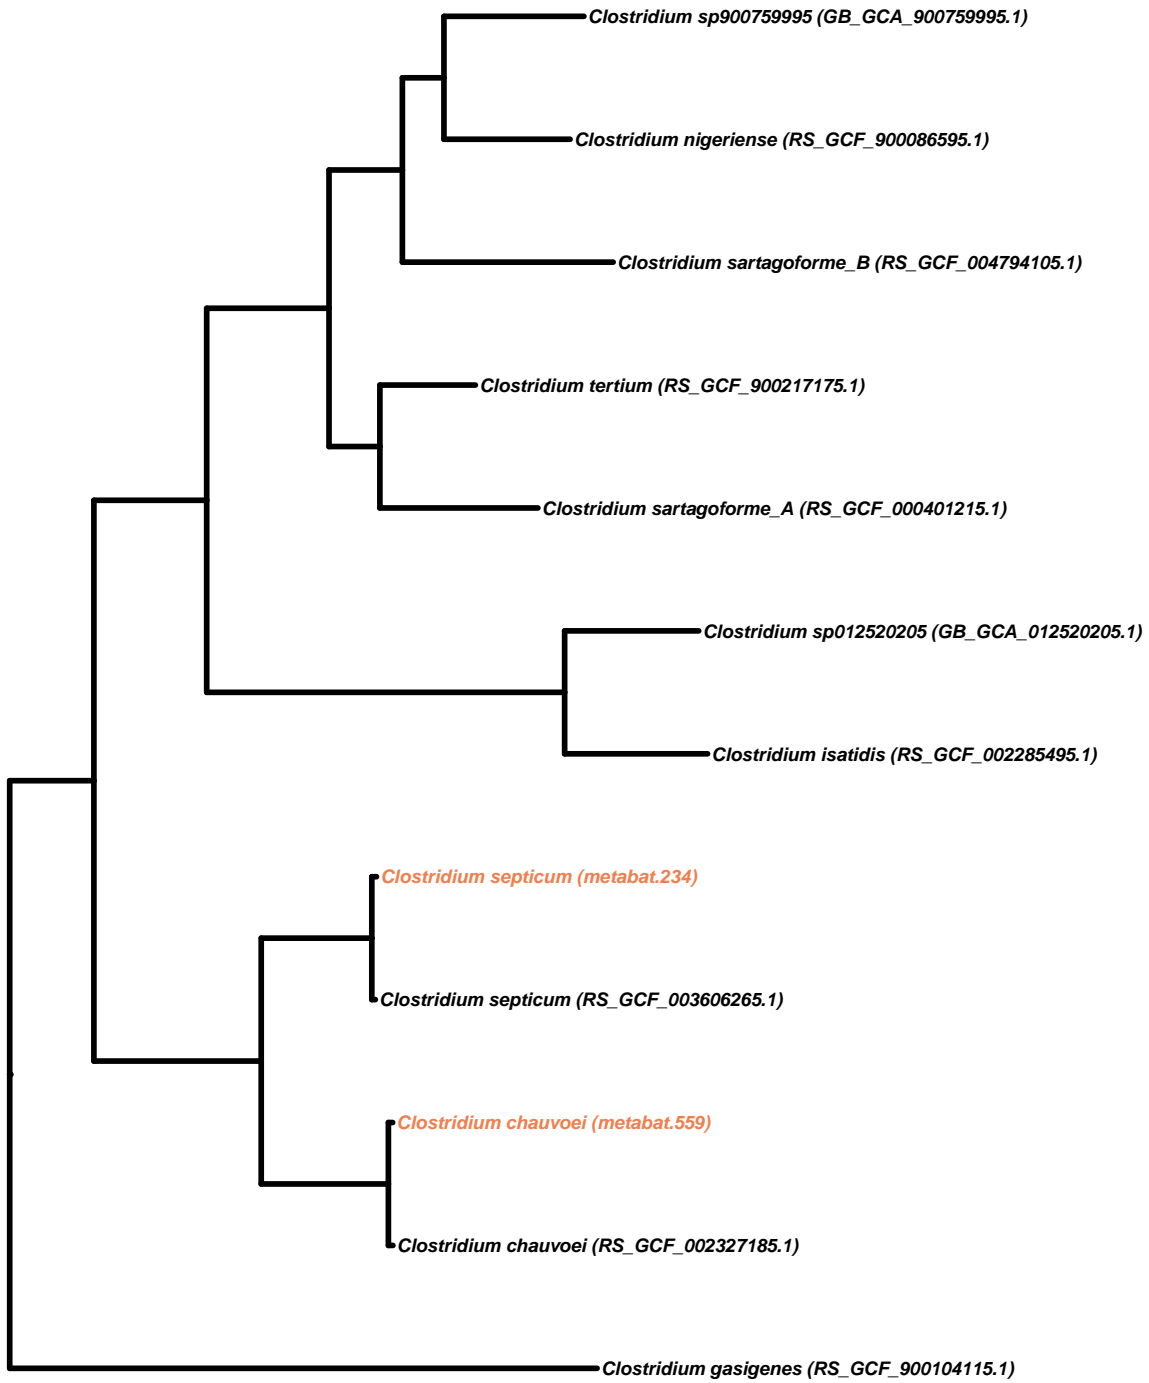 Clostridium sp900759995 (GB_GCA_900759995.1)
Clostridium nigeriense (RS_GCF_900086595.1)
Clostridium sartagoforme_B (RS_GCF_004794105.1)
Clostridium tertium (RS_GCF_900217175.1)
Clostridium sartagoforme_A (RS_GCF_000401215.1)
Clostridium sp012520205 (GB_GCA_012520205.1)
Clostridium isatidis (RS_GCF_002285495.1)
Clostridium septicum (metabat.234)
Clostridium septicum (RS_GCF_003606265.1)
Clostridium chauvoei (metabat.559)
Clostridium chauvoei (RS_GCF_002327185.1)
Clostridium gasigenes (RS_GCF_900104115.1)